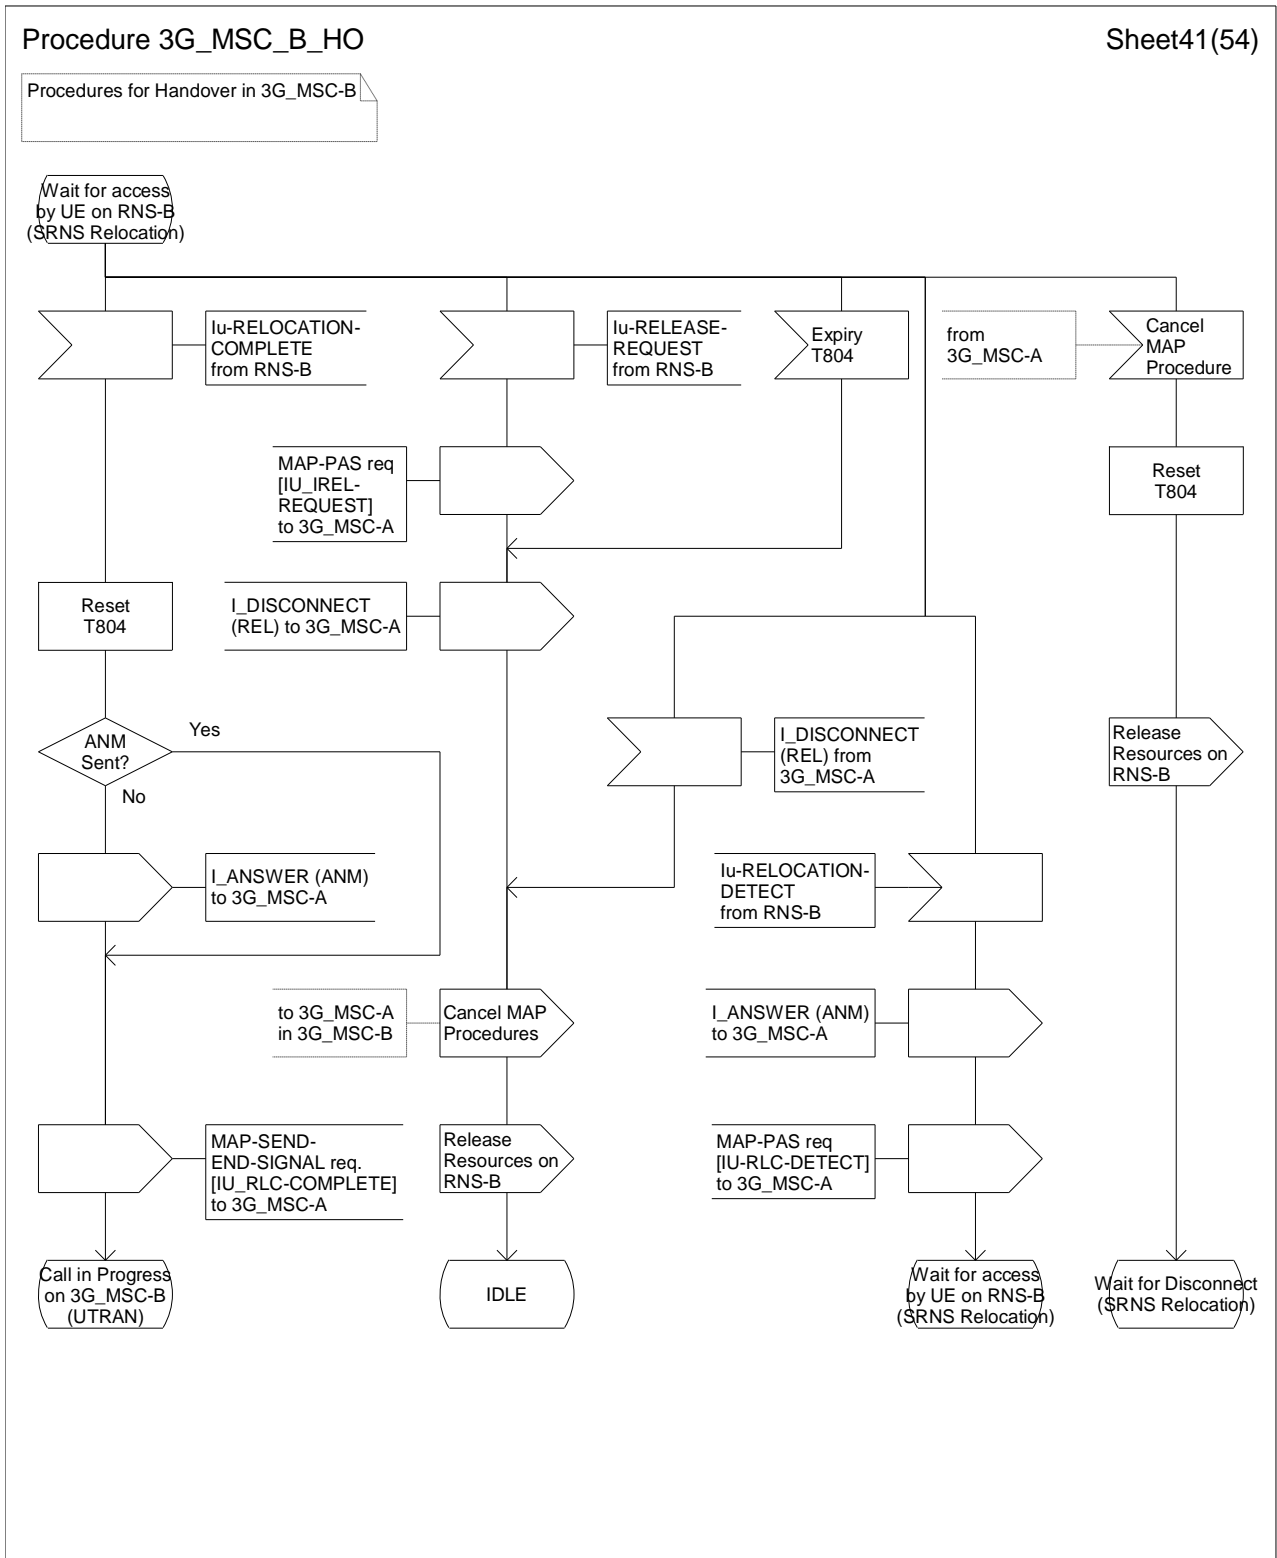 Procedure 3G_MSC_B_HO
Sheet41(54)
Procedures for Handover in 3G_MSC-B
Wait for access
by UE on RNS-B
(SRNS Relocation)
Iu-RELOCATION-
COMPLETE
from RNS-B
Iu-RELEASE-
REQUEST
from RNS-B
Expiry
T804
from
3G_MSC-A
Cancel
MAP
Procedure
MAP-PAS req
[IU_IREL-
REQUEST]
to 3G_MSC-A
Reset
T804
Reset
T804
I_DISCONNECT
(REL) to 3G_MSC-A
ANM
Sent?
Yes
No
I_DISCONNECT
(REL) from
3G_MSC-A
Release
Resources on
RNS-B
I_ANSWER (ANM)
to 3G_MSC-A
Iu-RELOCATION-
DETECT
from RNS-B
to 3G_MSC-A
in 3G_MSC-B
Cancel MAP
Procedures
I_ANSWER (ANM)
to 3G_MSC-A
MAP-SEND-
END-SIGNAL req.
[IU_RLC-COMPLETE]
to 3G_MSC-A
Release
Resources on
RNS-B
MAP-PAS req
[IU-RLC-DETECT]
to 3G_MSC-A
Call in Progress
on 3G_MSC-B
(UTRAN)
IDLE
Wait for access
by UE on RNS-B
(SRNS Relocation)
Wait for Disconnect
(SRNS Relocation)